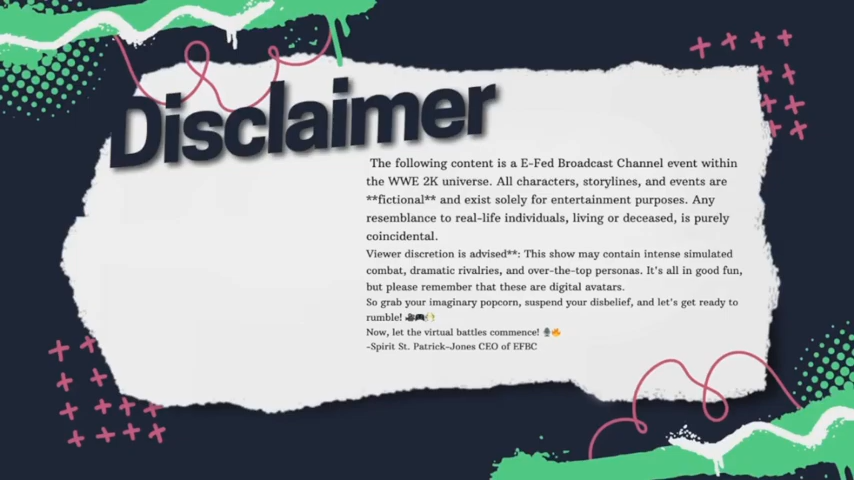 Disclaimer
The following content is a E-Fed Broadcast Channel event within
the WWE 2K universe. All characters, storylines, and events are
**fictional** and exist solely for entertainment purposes. Any
resemblance to real-life individuals, living or deceased, is purely
coincidental.
Viewer discretion is advised**: This show may contain intense simulated
combat, dramatic rivalries, and over-the-top personas. It's all in good fun,
but please remember that these are digital avatars.
So grab your imaginary popcorn, suspend your disbelief, and let's get ready to
rumble! 🎥🎮🙌
Now, let the virtual battles commence! 🎙🔥
-Spirit St. Patrick-Jones CEO of EFBC